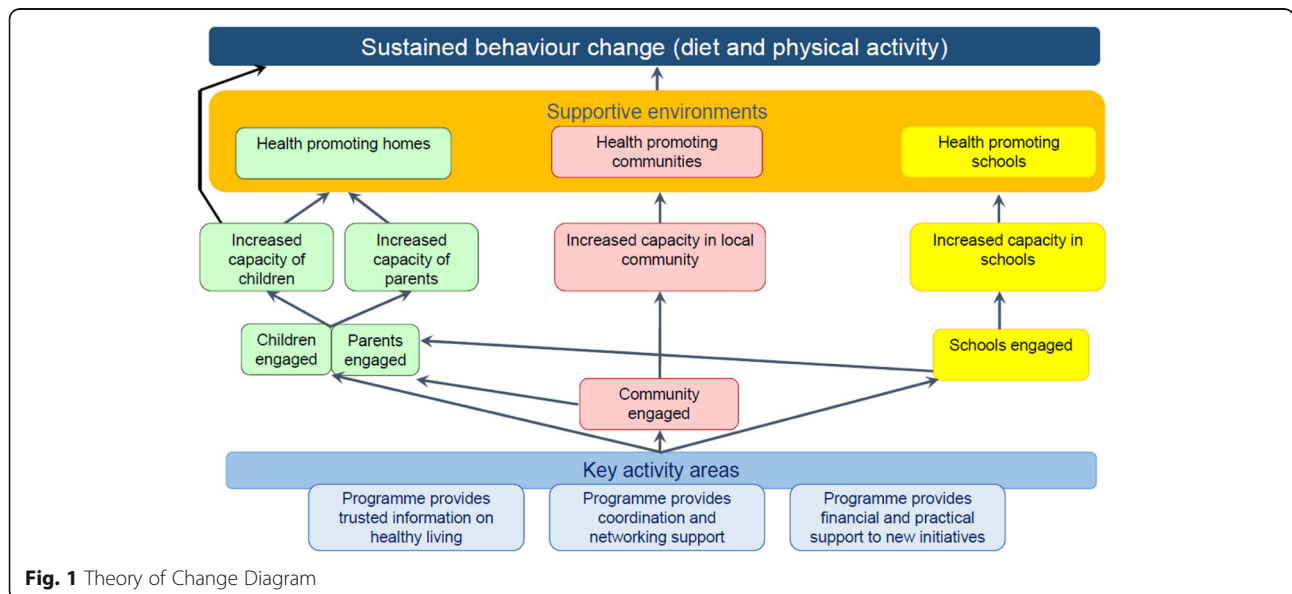 Sustained behaviour change (diet and physical activity)
Supportive environments
Health promoting homes
Health promoting
communities
Health promoting
schools
Increased
capacity of
children
Increased
capacity of
parents
Increased capacity in local
community
Increased capacity in
schools
Children
engaged
Parents
engaged
Schools engaged
Community
engaged
Key activity areas
Programme provides
trusted information on
healthy living
Programme provides
coordination and
networking support
Programme provides
financial and practical
support to new initiatives
Fig. 1 Theory of Change Diagram